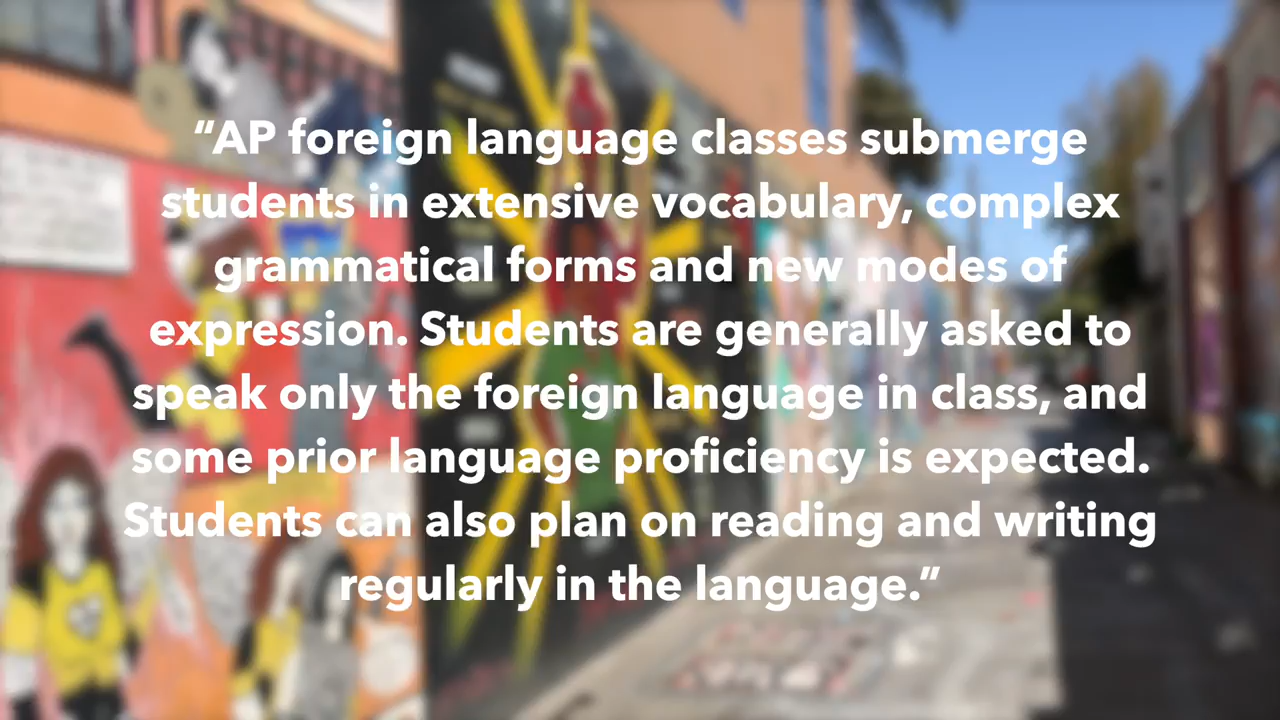 “AP foreign language classes submerge
students in extensive vocabulary, complex
grammatical forms and new modes of
expression. Students are generally asked to
speak only the foreign language in class, and
some prior language proficiency is expected.
Students can also plan on reading and writing
regularly in the language.”